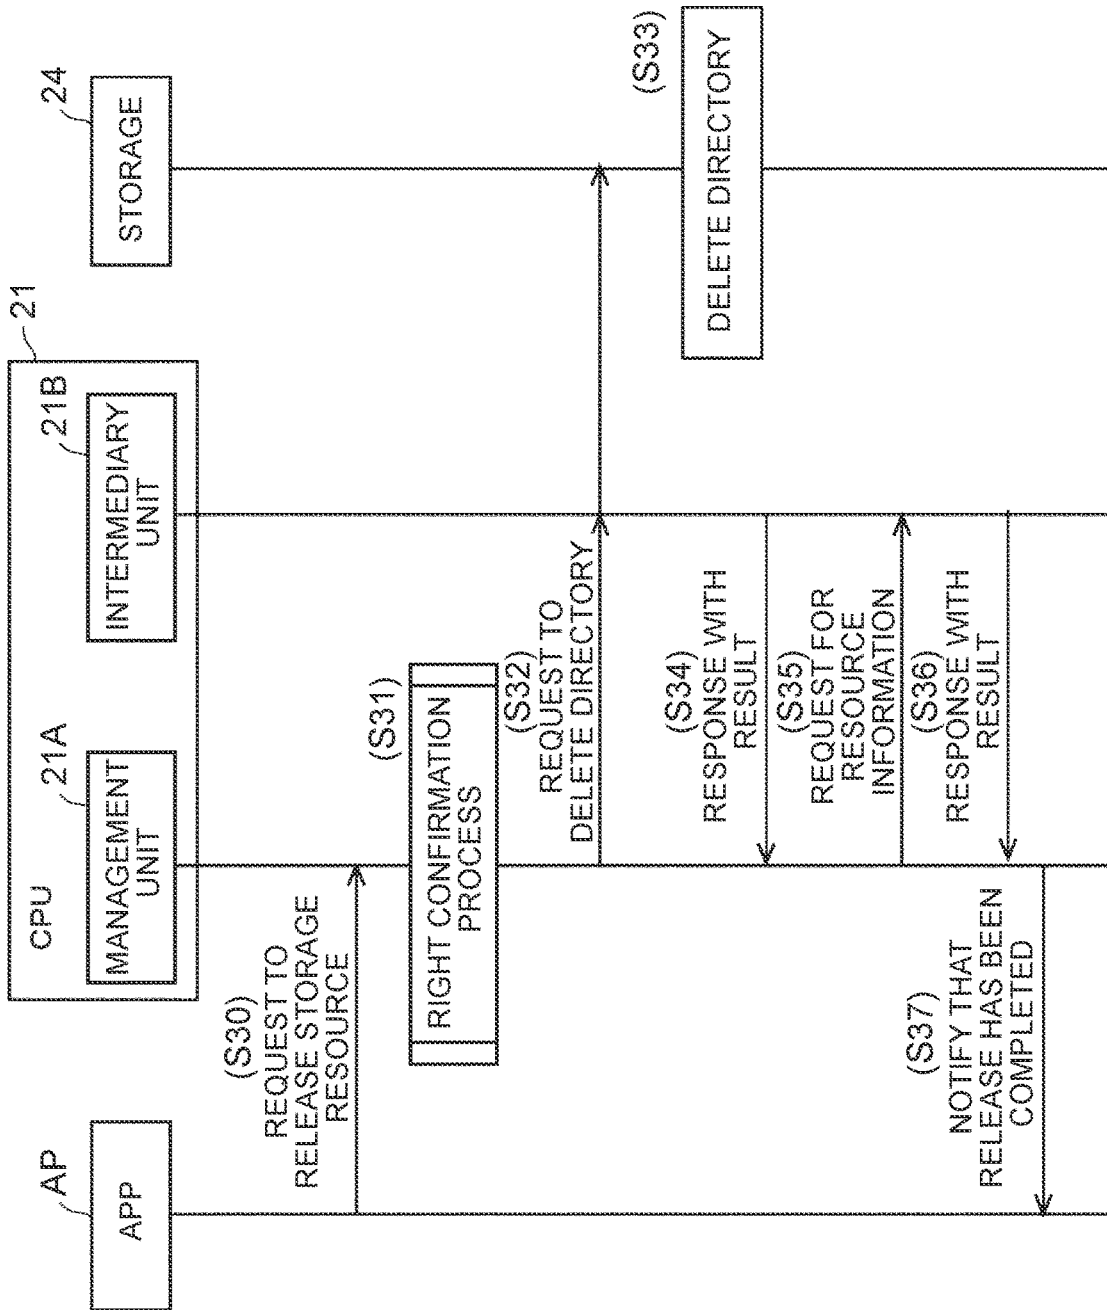 AP
APP
21
CPU
21A
MANAGEMENT
UNIT
21B
INTERMEDIARY
UNIT
24
STORAGE
(S30)
REQUEST TO
RELEASE STORAGE
RESOURCE
(S31)
RIGHT CONFIRMATION
PROCESS
(S32)
REQUEST TO
DELETE DIRECTORY
(S33)
DELETE DIRECTORY
(S34)
RESPONSE WITH
RESULT
(S35)
REQUEST FOR
RESOURCE
INFORMATION
(S36)
RESPONSE WITH
RESULT
(S37)
NOTIFY THAT
RELEASE HAS BEEN
COMPLETED